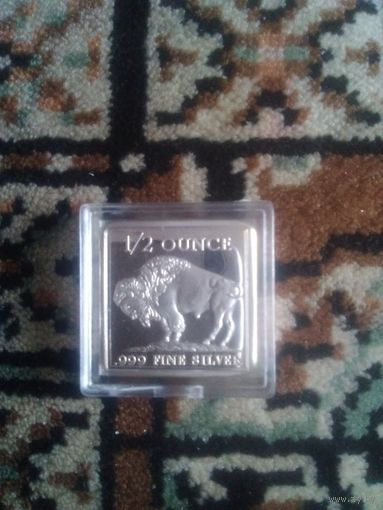 1/2 OUNCE
.999 FINE SILVER